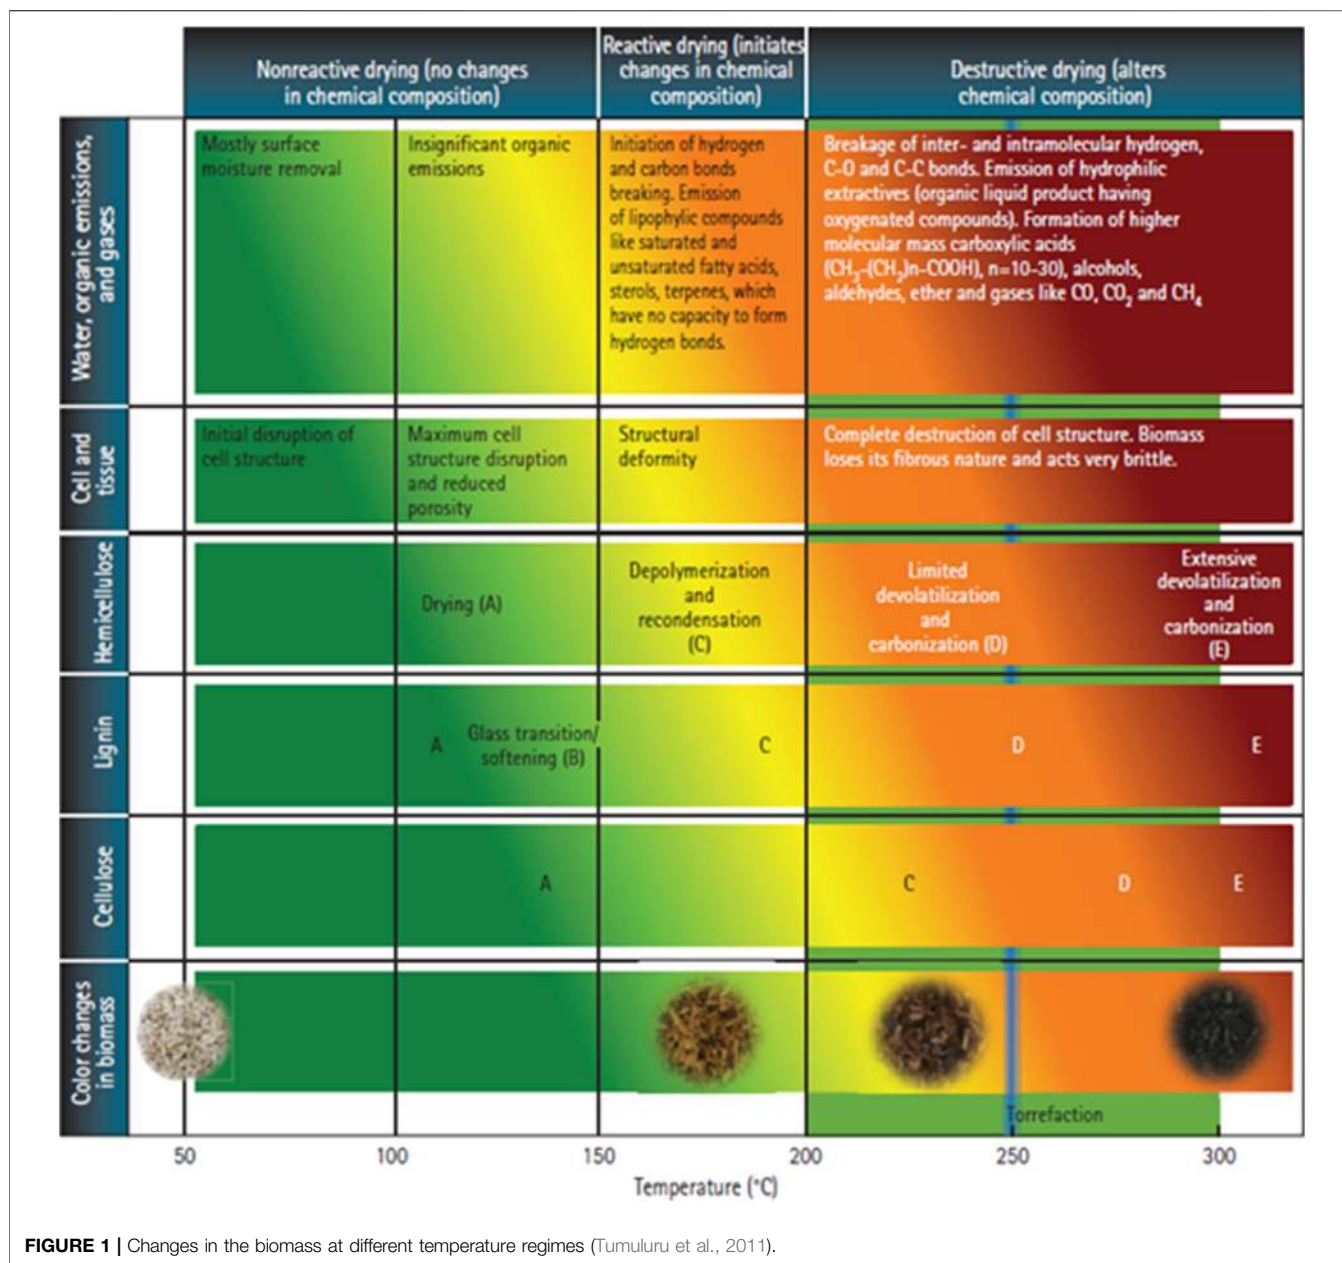 Nonreactive drying (no changes
in chemical composition)
Reactive drying (initiates
changes in chemical
composition)
Destructive drying (alters
chemical composition)
Water, organic emissions,
and gases
Mostly surface
moisture removal
Insignificant organic
emissions
Initiation of hydrogen
and carbon bonds
breaking. Emission
of lipophylic compounds
like saturated and
unsaturated fatty acids,
sterols, terpenes, which
have no capacity to form
hydrogen bonds.
Breakage of inter- and intramolecular hydrogen,
C-O and C-C bonds. Emission of hydrophilic
extractives (organic liquid product having
oxygenated compounds). Formation of higher
molecular mass carboxylic acids
(CH₃-(CH₂)n-COOH), n=10-30), alcohols,
aldehydes, ether and gases like CO, CO₂ and CH₄
Cell and
tissue
Initial disruption of
cell structure
Maximum cell
structure disruption
and reduced
porosity
Structural
deformity
Complete destruction of cell structure. Biomass
loses its fibrous nature and acts very brittle.
Hemicellulose
Drying (A)
Depolymerization
and
recondensation
(C)
Limited
devolatilization
and
carbonization (D)
Extensive
devolatilization
and
carbonization
(E)
Lignin
A
Glass transition/
softening (B)
C
D
E
Cellulose
A
C
D
E
Color changes
in biomass
Torrefaction
50 100 150 200 250 300
Temperature (°C)
FIGURE 1 | Changes in the biomass at different temperature regimes (Tumuluru et al., 2011).